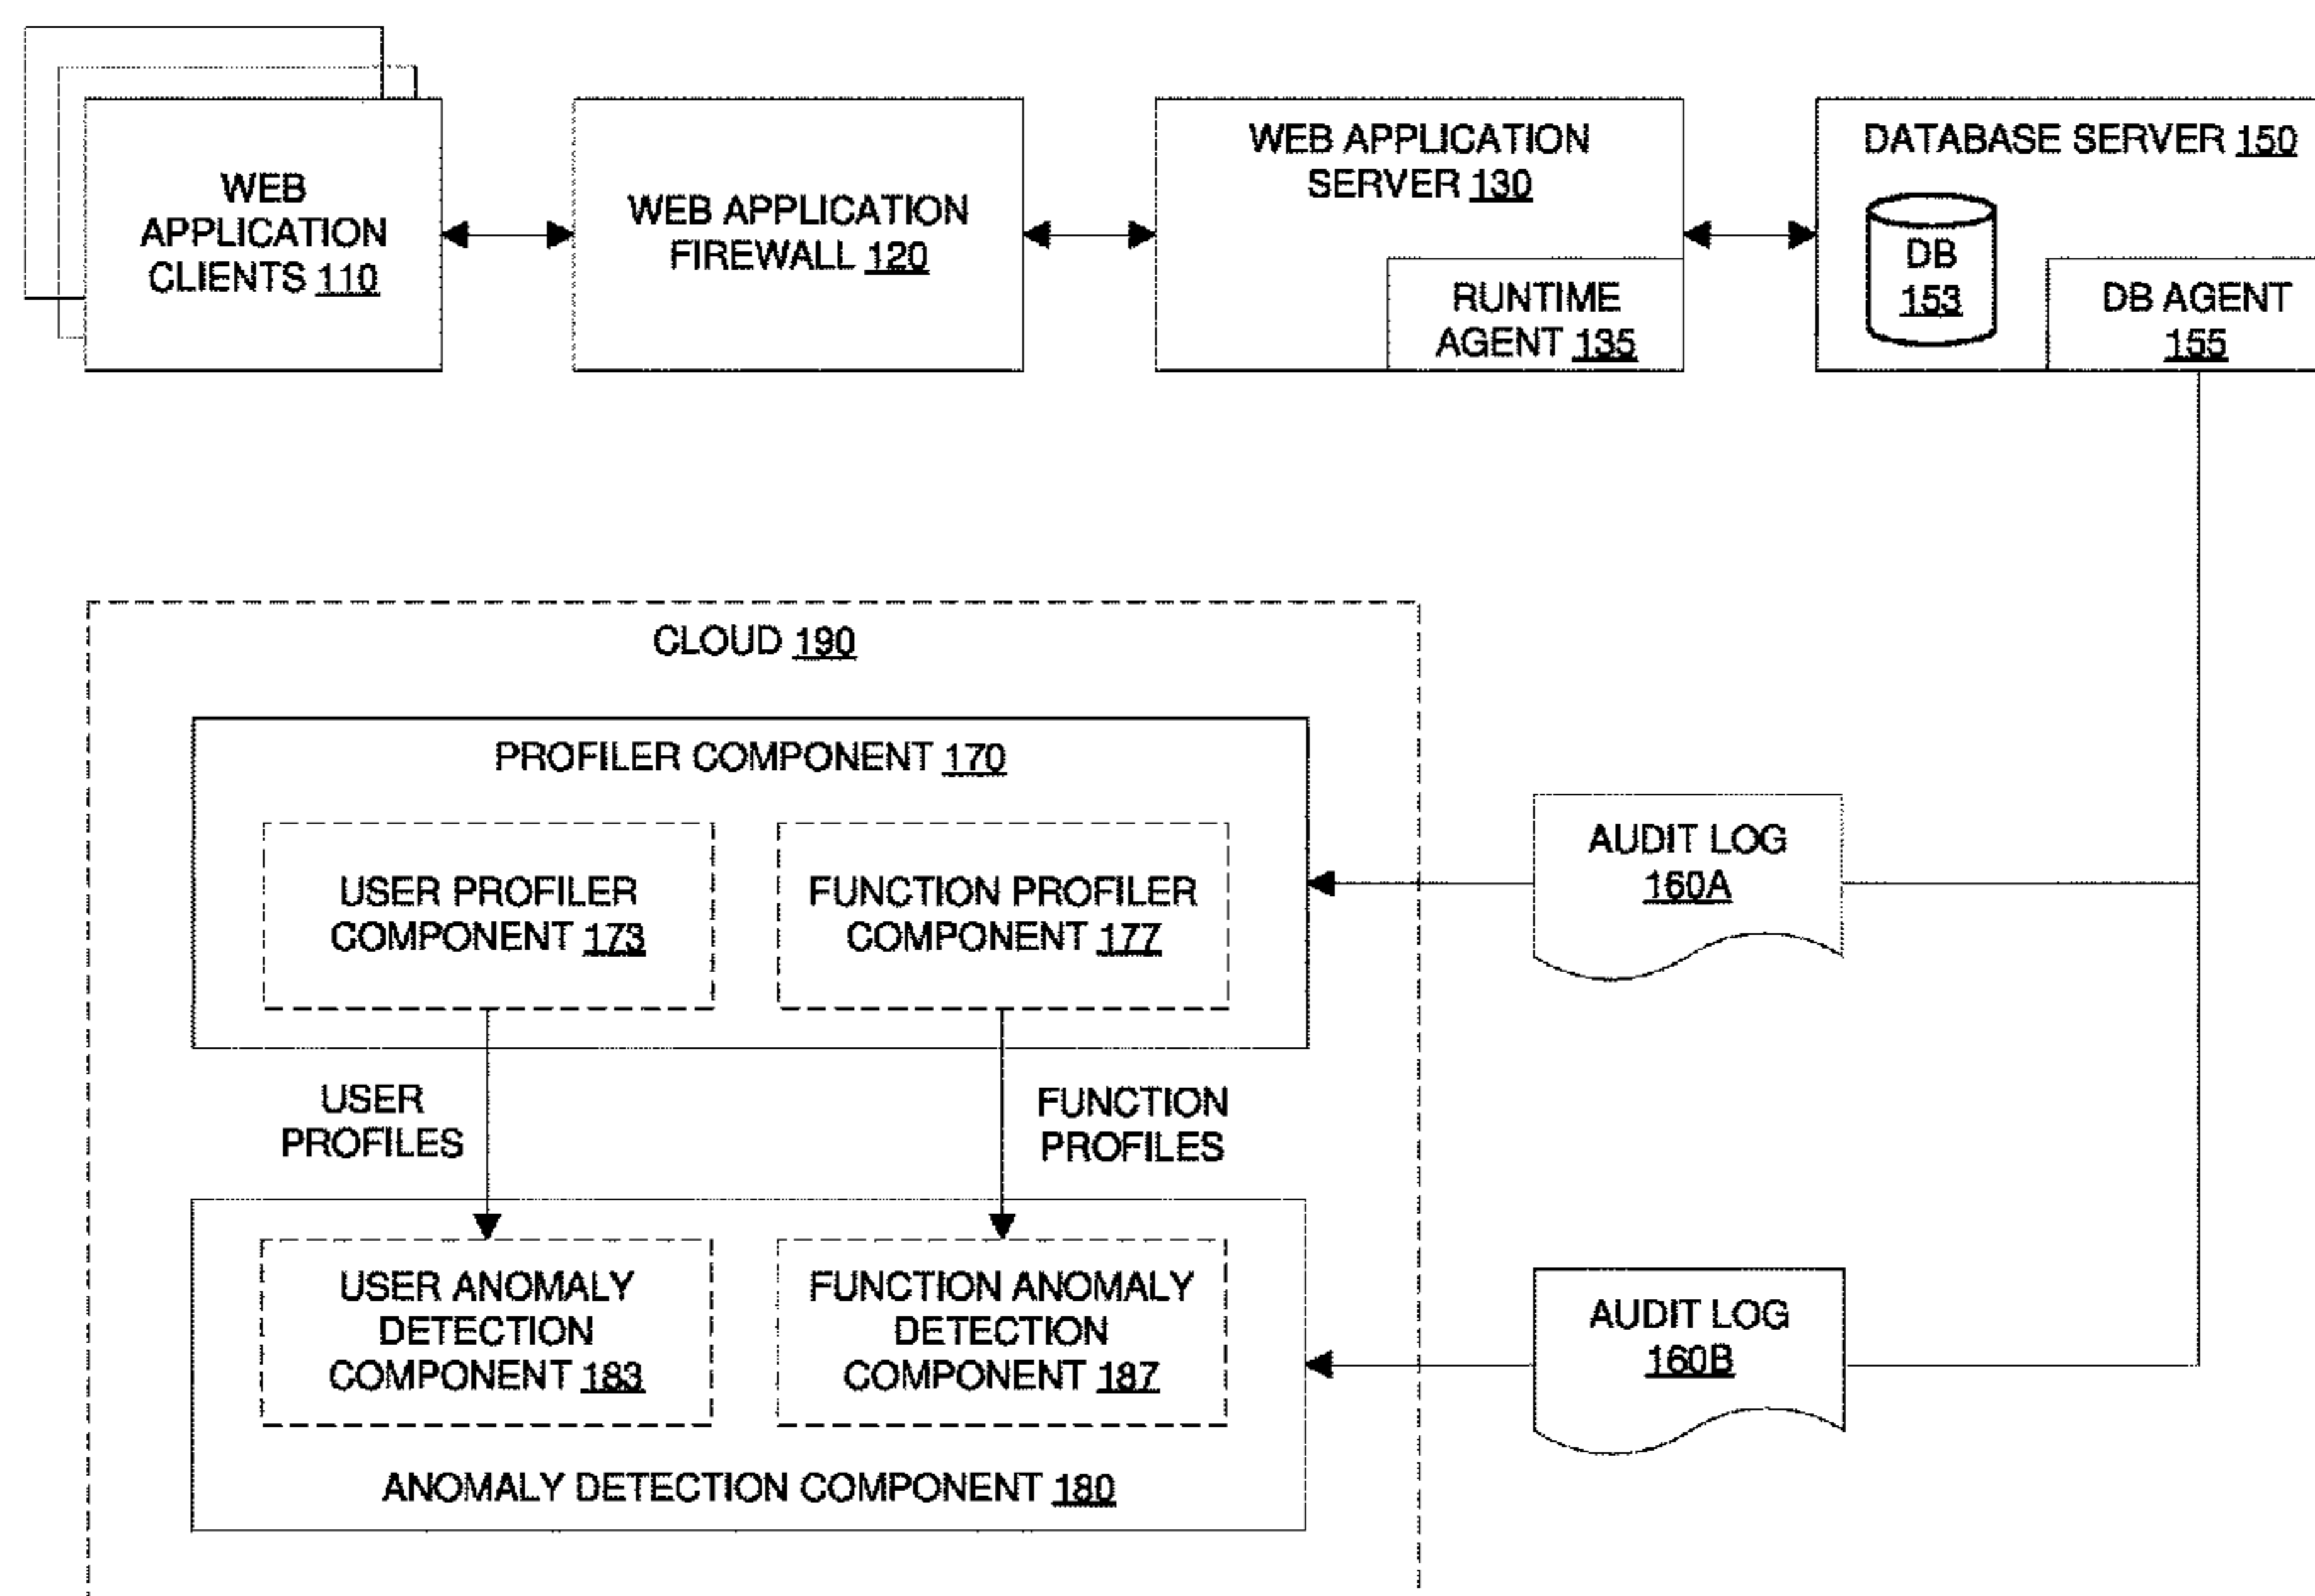 WEB
APPLICATION
CLIENTS 110
WEB APPLICATION
FIREWALL 120
WEB APPLICATION
SERVER 130
RUNTIME
AGENT 135
DATABASE SERVER 150
DB
153
DB AGENT
155
CLOUD 190
PROFILER COMPONENT 170
USER PROFILER
COMPONENT 173
FUNCTION PROFILER
COMPONENT 177
AUDIT LOG
160A
USER
PROFILES
FUNCTION
PROFILES
USER ANOMALY
DETECTION
COMPONENT 183
FUNCTION ANOMALY
DETECTION
COMPONENT 187
AUDIT LOG
160B
ANOMALY DETECTION COMPONENT 180